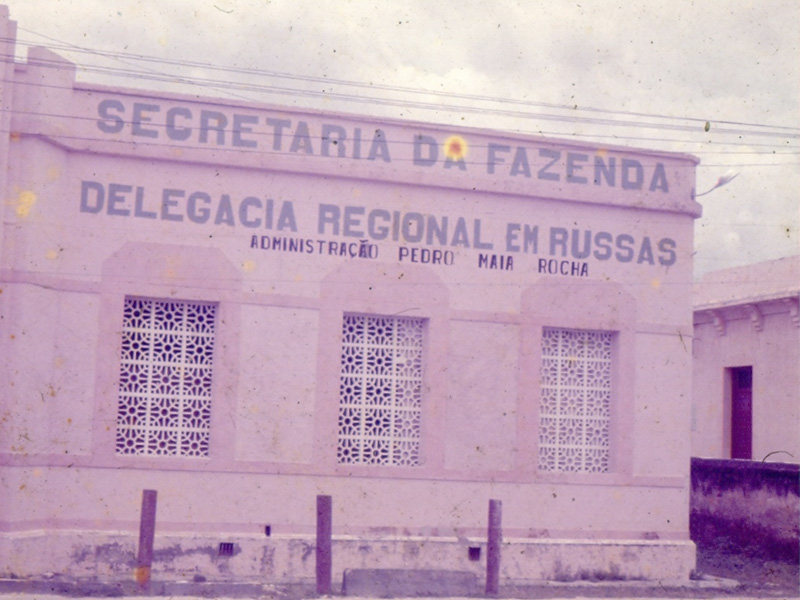 SECRETARIA DA FAZENDA
DELEGACIA REGIONAL EM RUSSAS
ADMINISTRAÇÃO PEDRO MAIA ROCHA